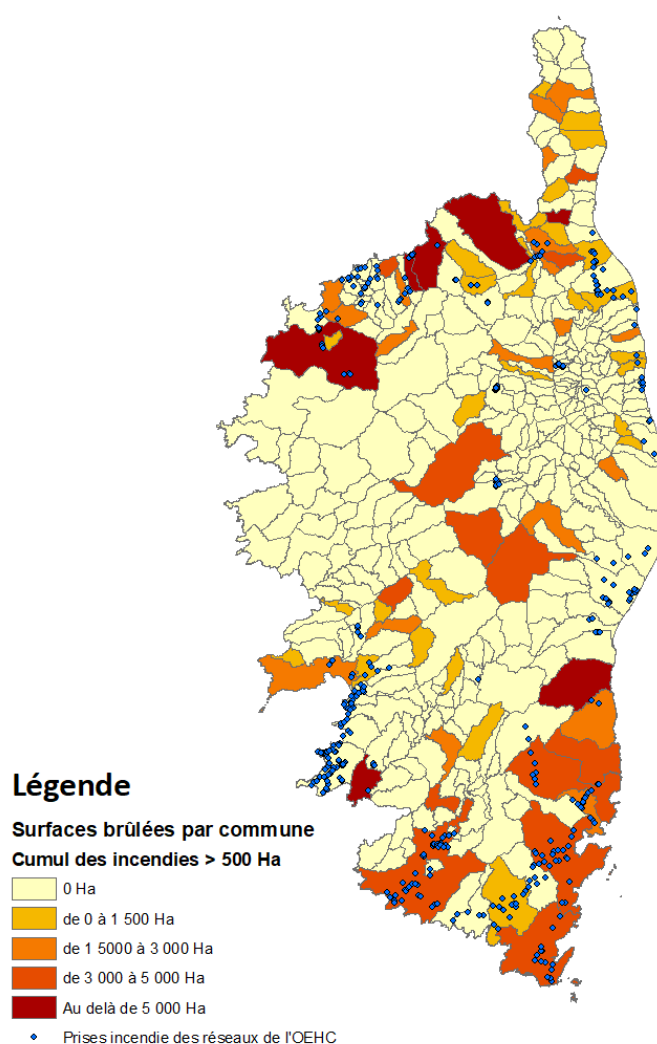 Légende
Surfaces brûlées par commune
Cumul des incendies > 500 Ha
0 Ha
de 0 à 1 500 Ha
de 1 5000 à 3 000 Ha
de 3 000 à 5 000 Ha
Au delà de 5 000 Ha
Prises incendie des réseaux de l'OEHC